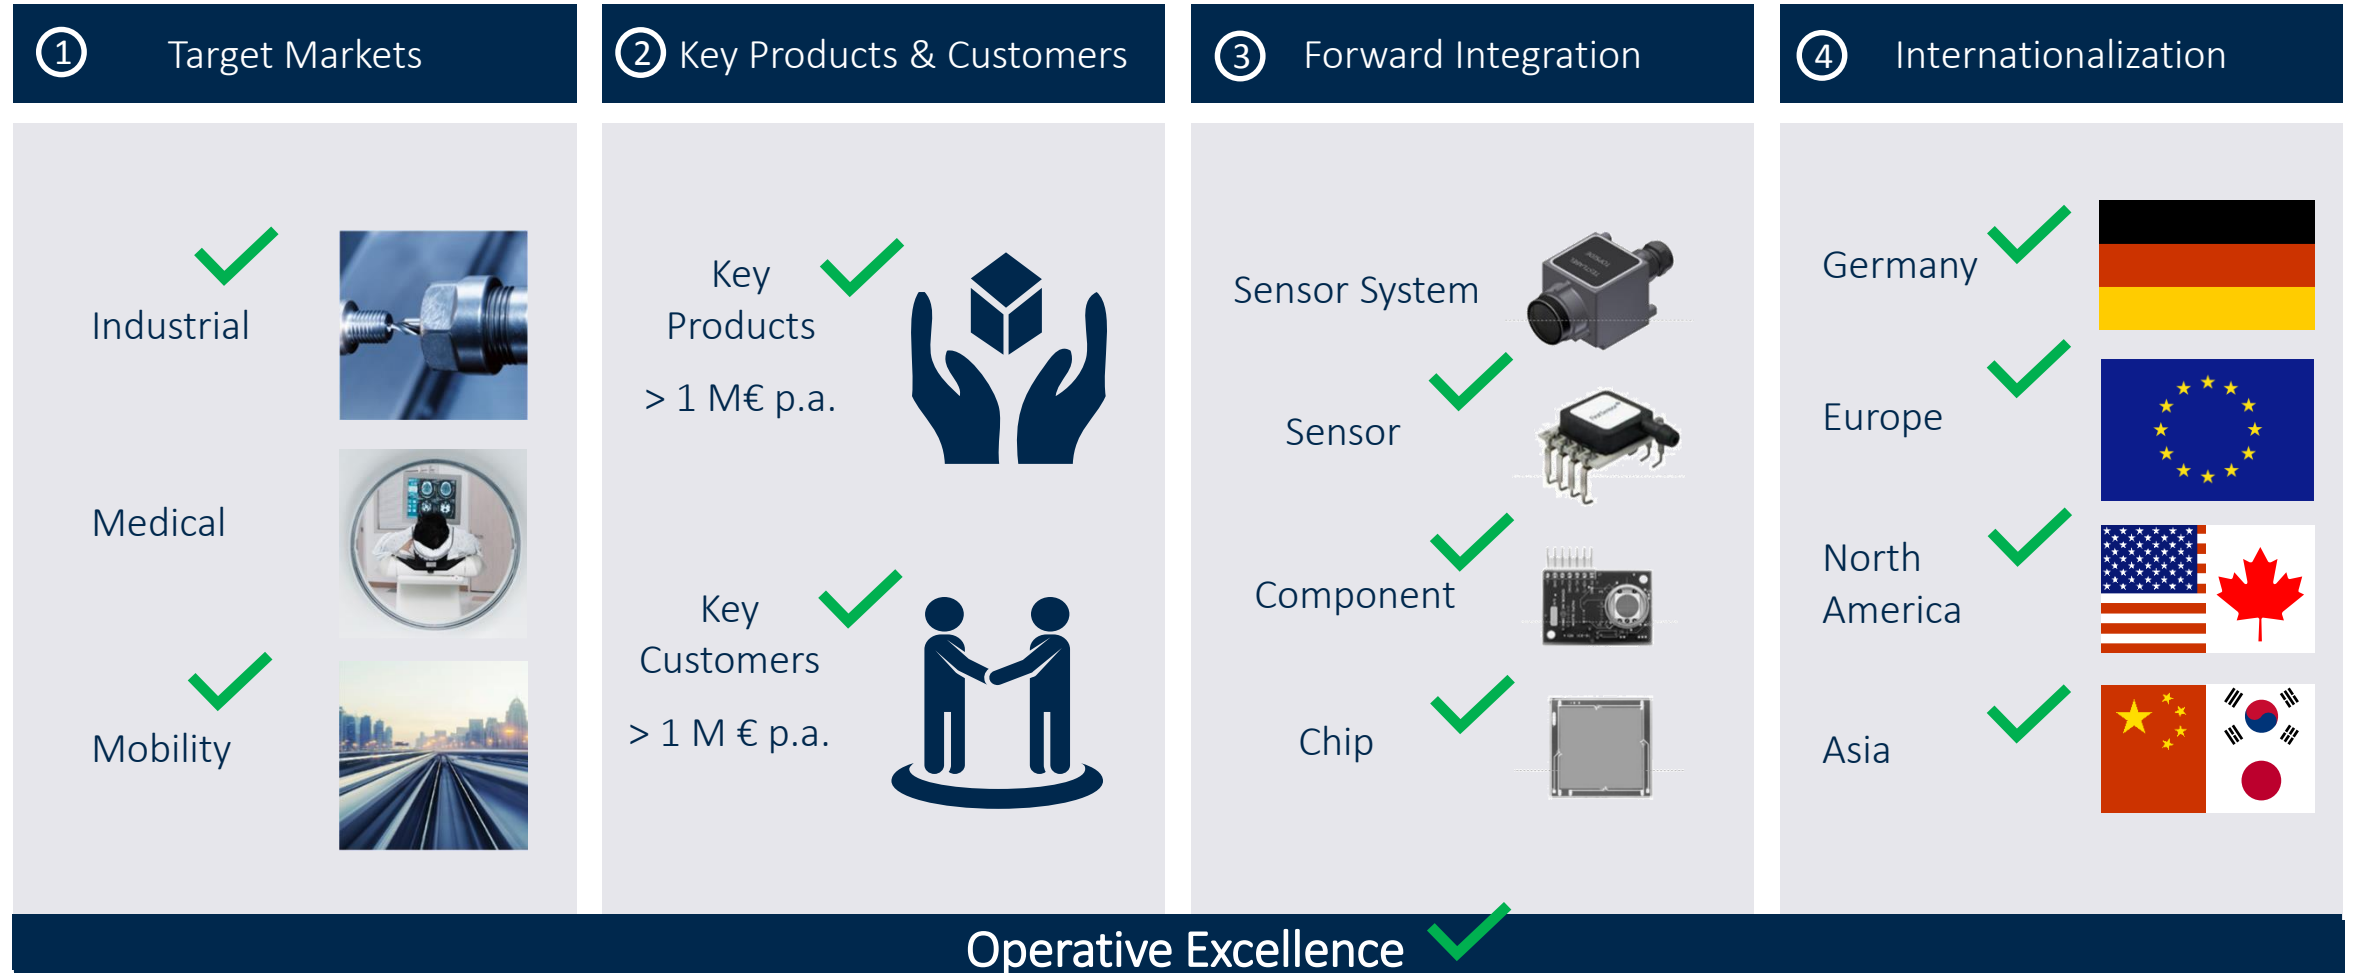 1 Target Markets
2 Key Products & Customers
3 Forward Integration
4 Internationalization
Industrial
Medical
Mobility
Key
Products
> 1 M€ p.a.
Key
Customers
> 1 M € p.a.
Sensor System
Sensor
Component
Chip
Germany
Europe
North
America
Asia
Operative Excellence